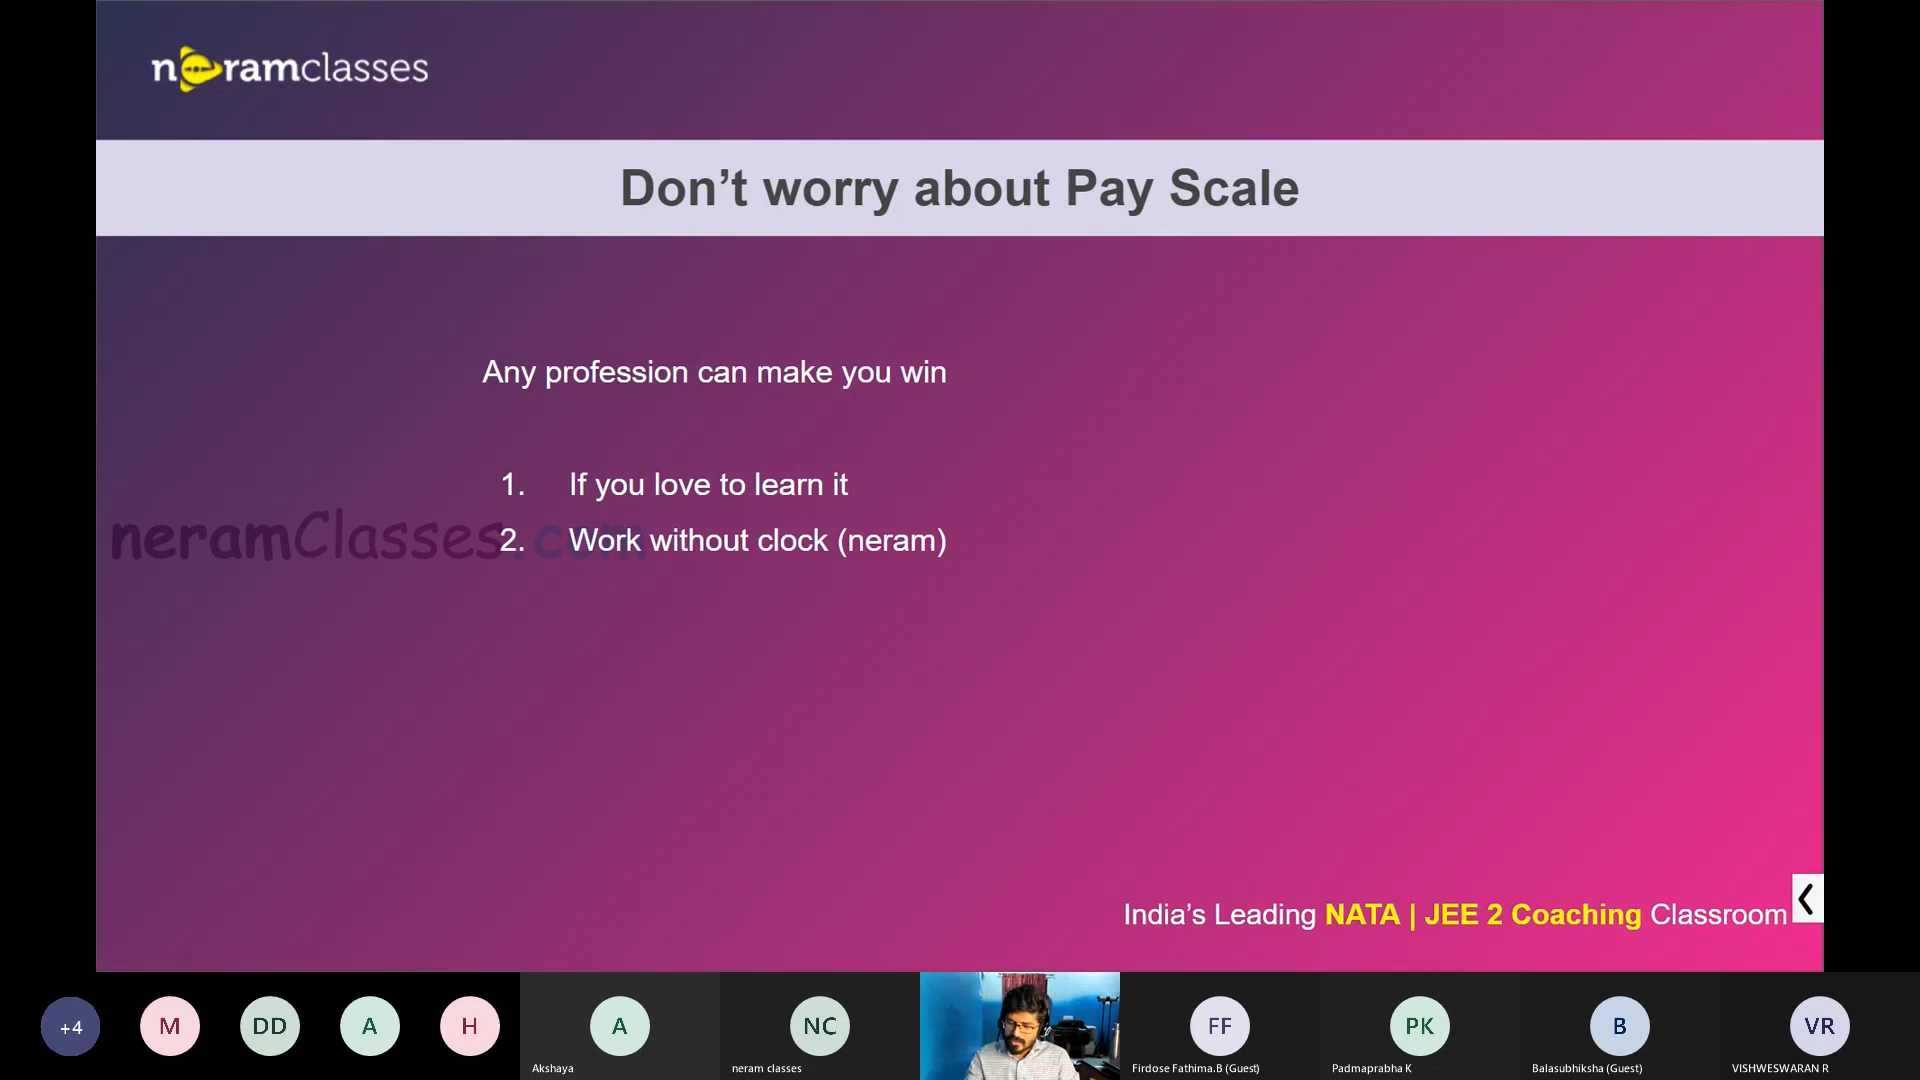 neramclasses
Don’t worry about Pay Scale
Any profession can make you win
1. If you love to learn it
neramClasses.com
2. Work without clock (neram)
India’s Leading NATA | JEE 2 Coaching Classroom
+4
M
DD
A
H
A
NC
FF
PK
B
VR
Akshaya
neram classes
Firdose Fathima.B (Guest)
Padmaprabha K
Balasubhiksha (Guest)
VISHWESWARAN R